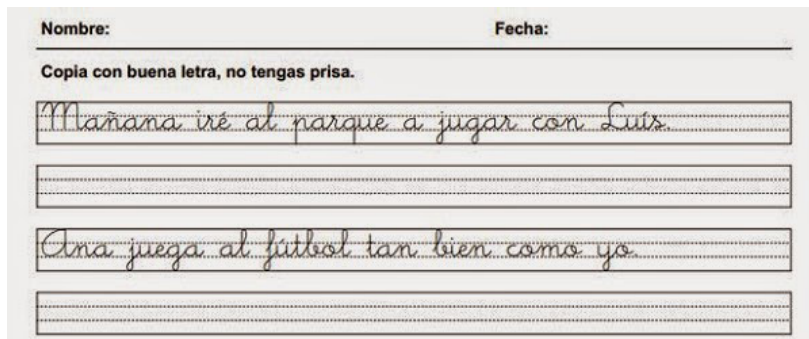 Nombre: Fecha:
Copia con buena letra, no tengas prisa.
Mañana iré al parque a jugar con Luís.
Ana juega al fútbol tan bien como yo.